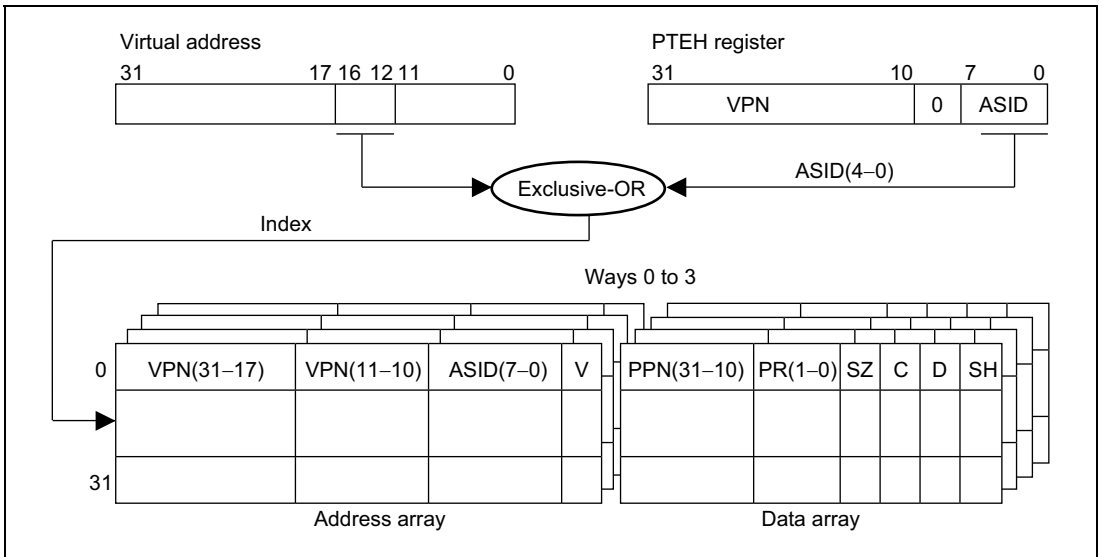 Virtual address
PTEH register
31 17 16 12 11 0
31 10 7 0
VPN 0 ASID
ASID(4–0)
Exclusive-OR
Index
Ways 0 to 3
0 VPN(31–17) VPN(11–10) ASID(7–0) V PPN(31–10) PR(1–0) SZ C D SH
31
Address array
Data array